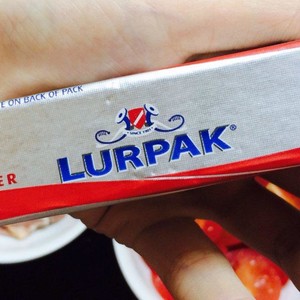 E ON BACK OF PACK
SINCE 1901
LURPAK®
ER